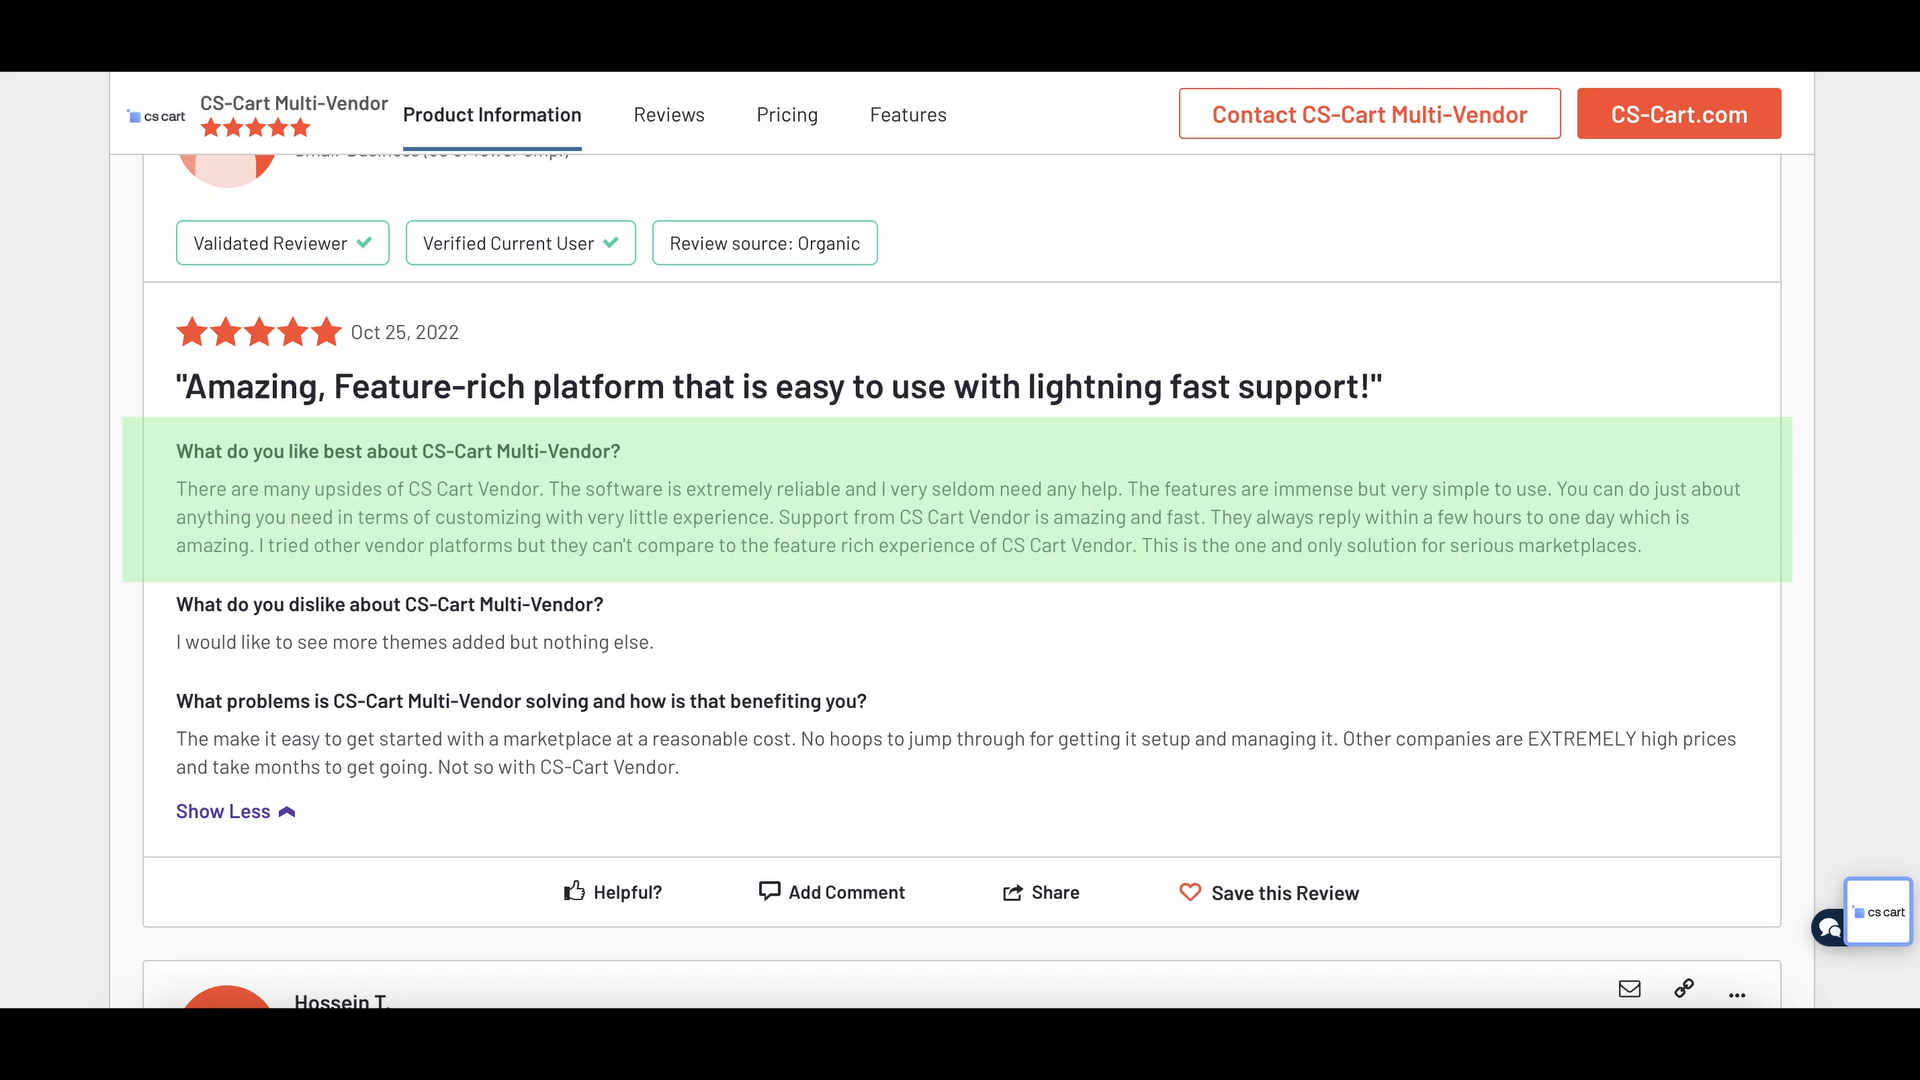 cs cart
CS-Cart Multi-Vendor
Product Information
Reviews
Pricing
Features
Contact CS-Cart Multi-Vendor
CS-Cart.com
Validated Reviewer
Verified Current User
Review source: Organic
Oct 25, 2022
"Amazing, Feature-rich platform that is easy to use with lightning fast support!"
What do you like best about CS-Cart Multi-Vendor?
There are many upsides of CS Cart Vendor. The software is extremely reliable and I very seldom need any help. The features are immense but very simple to use. You can do just about
anything you need in terms of customizing with very little experience. Support from CS Cart Vendor is amazing and fast. They always reply within a few hours to one day which is
amazing. I tried other vendor platforms but they can't compare to the feature rich experience of CS Cart Vendor. This is the one and only solution for serious marketplaces.
What do you dislike about CS-Cart Multi-Vendor?
I would like to see more themes added but nothing else.
What problems is CS-Cart Multi-Vendor solving and how is that benefiting you?
The make it easy to get started with a marketplace at a reasonable cost. No hoops to jump through for getting it setup and managing it. Other companies are EXTREMELY high prices
and take months to get going. Not so with CS-Cart Vendor.
Show Less
Helpful?
Add Comment
Share
Save this Review
cs cart
Hossein T.